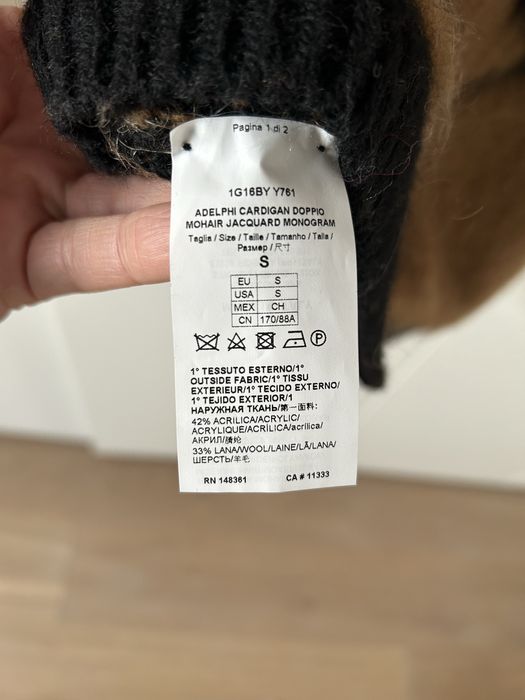 Pagina 1 di 2
1G16BY Y761
ADELPHI CARDIGAN DOPPIO
MOHAIR JACQUARD MONOGRAM
Taglia / Size / Taille / Tamanho / Talla /
Размер /尺寸
S
EU S
USA S
MEX CH
CN 170/88A
1° TESSUTO ESTERNO/1°
OUTSIDE FABRIC/1° TISSU
EXTERIEUR/1° TECIDO EXTERNO/
1° TEJIDO EXTERIOR/1
НАРУЖНАЯ ТКАНЬ/第一面料:
42% ACRILICA/ACRYLIC/
ACRYLIQUE/ACRÍLICA/acrílica/
АКРИЛ/腈纶
33% LANA/WOOL/LAINE/LÃ/LANA/
ШЕРСТЬ/羊毛
RN 148361 CA # 11333